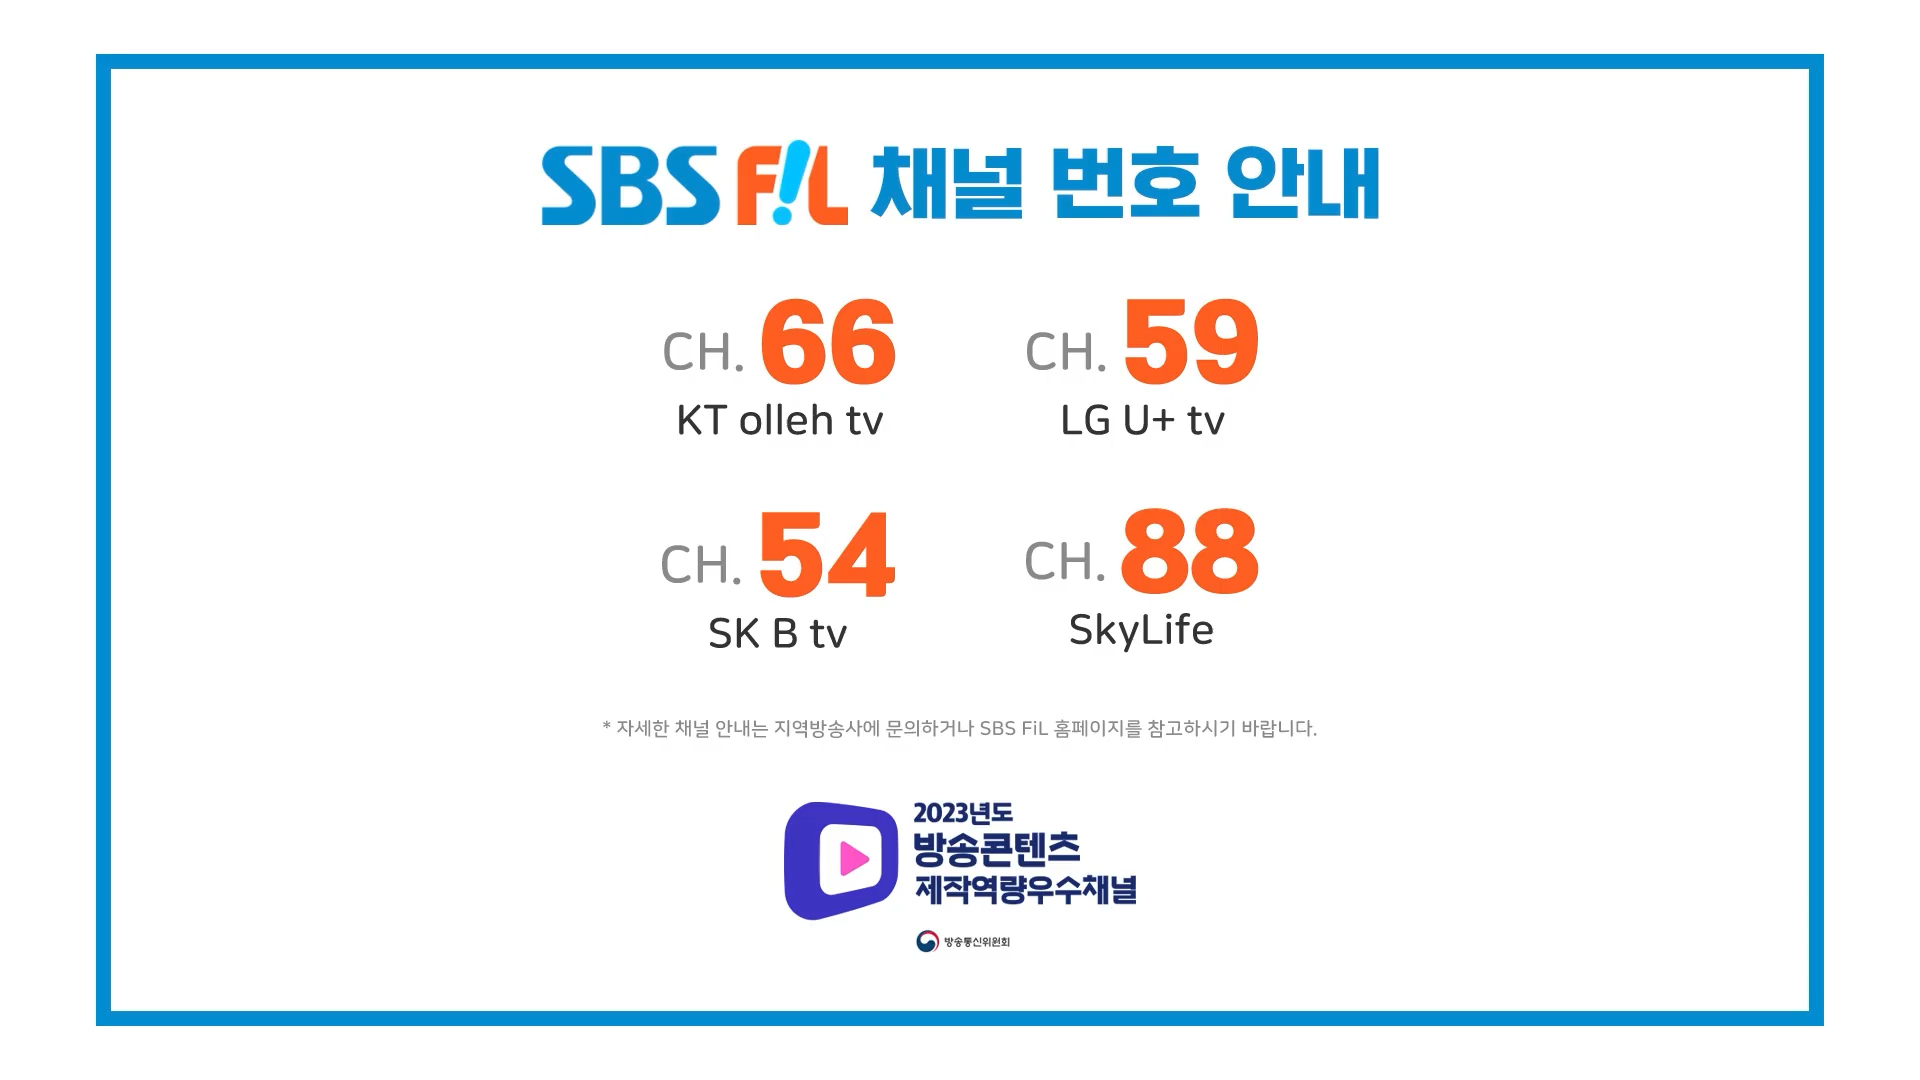 SBS F!L 채널 번호 안내
CH. 66
KT olleh tv
CH. 59
LG U+ tv
CH. 54
SK B tv
CH. 88
SkyLife
* 자세한 채널 안내는 지역방송사에 문의하거나 SBS FiL 홈페이지를 참고하시기 바랍니다.
2023년도
방송콘텐츠
제작역량우수채널
방송통신위원회